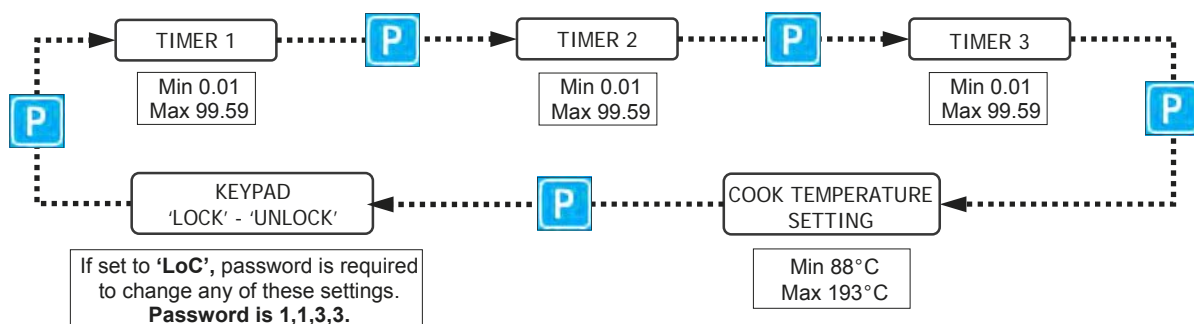 TIMER 1
P
TIMER 2
P
TIMER 3
Min 0.01
Max 99.59
Min 0.01
Max 99.59
Min 0.01
Max 99.59
P
P
KEYPAD
‘LOCK’ - ‘UNLOCK’
P
COOK TEMPERATURE
SETTING
If set to ‘LoC’, password is required
to change any of these settings.
Password is 1,1,3,3.
Min 88°C
Max 193°C